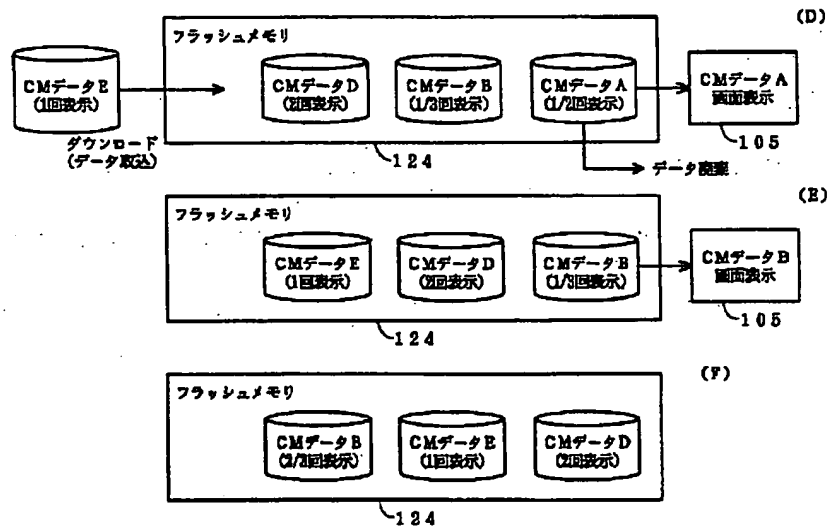 (D)
フラッシュメモリ
CMデータE
(1回表示)
CMデータD
(2回表示)
CMデータB
(1/3回表示)
CMデータA
(1/2回表示)
CMデータA
画面表示
ダウンロード
(データ取込)
124
105
データ廃棄
(E)
フラッシュメモリ
CMデータE
(1回表示)
CMデータD
(2回表示)
CMデータB
(1/3回表示)
CMデータB
画面表示
124
105
(F)
フラッシュメモリ
CMデータB
CMデータE
(1回表示)
CMデータD
(2回表示)
124